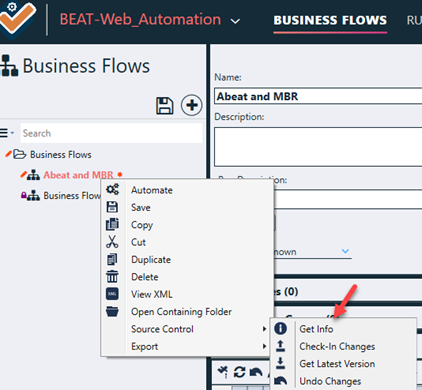 BEAT-Web_Automation
BUSINESS FLOWS
RU
Business Flows
Search
Business Flows
Abeat and MBR
Business Flow
Name:
Abeat and MBR
Description:
Description:
nown
es (0)
Automate
Save
Copy
Cut
Duplicate
Delete
XML
View XML
Open Containing Folder
Source Control
Export
Get Info
Check-In Changes
Get Latest Version
Undo Changes